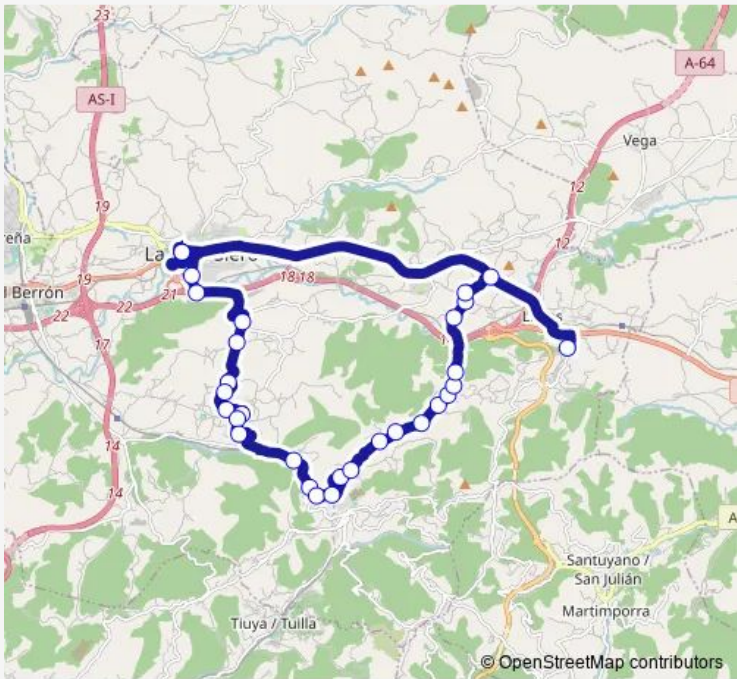 23
A-64
AS-I
Vega
12
19
reña
12
La
18 18
19
d Berrón
21
22
22
17
14
14
A
Santuyano /
San Julián
Martimporra
Tiuya / Tuilla
© OpenStreetMap contributors